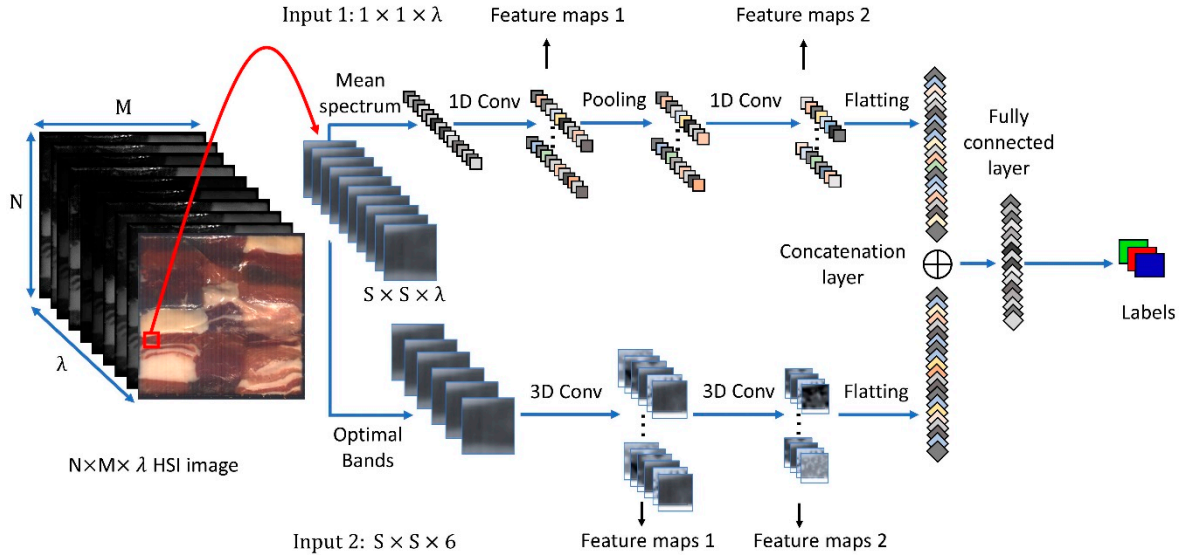 Input 1: 1 × 1 × λ
Feature maps 1
Feature maps 2
M
Mean
spectrum
1D Conv
Pooling
1D Conv
Flatting
Fully
connected
layer
N
Concatenation
layer
S × S × λ
Labels
λ
3D Conv
3D Conv
Flatting
Optimal
Bands
N×M× λ HSI image
Input 2: S × S × 6
Feature maps 1
Feature maps 2